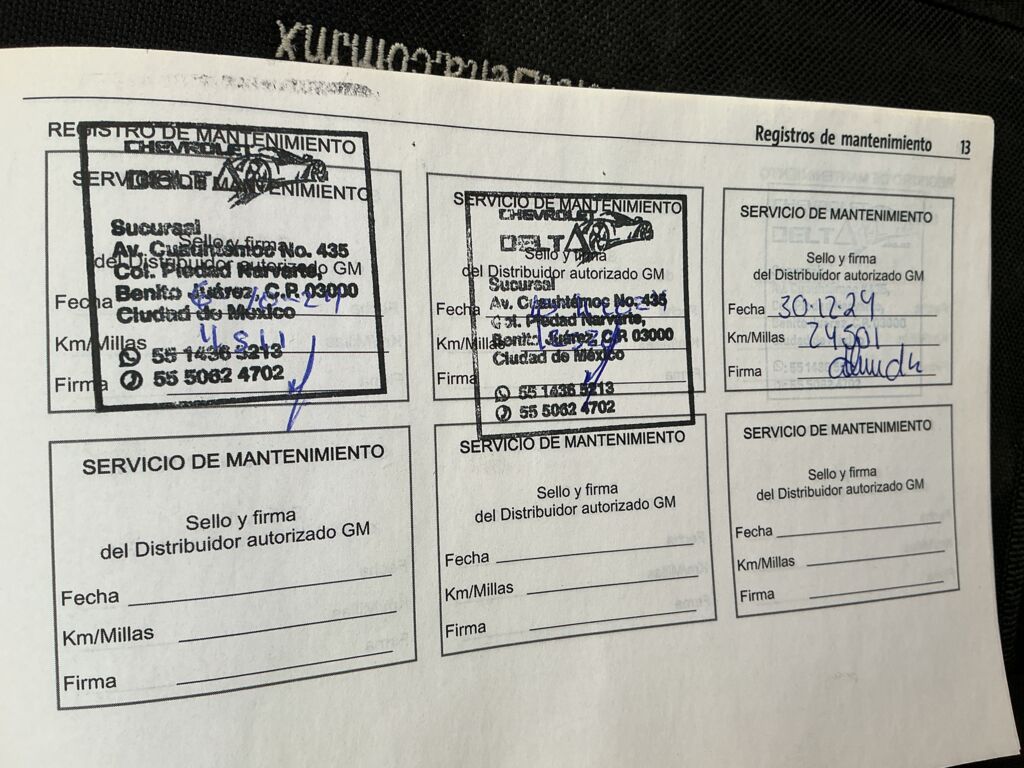 Registros de mantenimiento 13
REGISTRO DE MANTENIMIENTO
SERVICIO DE MANTENIMIENTO
CHEVROLET
DELTA
Sello y firma
del Distribuidor autorizado GM
Sucursal
Av. Cuauhtémoc No. 435
Col. Piedad Narvarte,
Benito Juárez, C.P. 03000
Ciudad de México
55 1436 3213
55 5062 4702
Fecha
Km/Millas
Firma
SERVICIO DE MANTENIMIENTO
CHEVROLET
DELTA
Sello y firma
del Distribuidor autorizado GM
Sucursal
Av. Cuauhtémoc No. 435
Col. Piedad Narvarte,
Benito Juárez, C.P. 03000
Ciudad de México
55 1436 3213
55 5062 4702
Fecha
Km/Millas
Firma
SERVICIO DE MANTENIMIENTO
Sello y firma
del Distribuidor autorizado GM
Fecha 30-12-24
Km/Millas 24501
Firma
SERVICIO DE MANTENIMIENTO
Sello y firma
del Distribuidor autorizado GM
Fecha
Km/Millas
Firma
SERVICIO DE MANTENIMIENTO
Sello y firma
del Distribuidor autorizado GM
Fecha
Km/Millas
Firma
SERVICIO DE MANTENIMIENTO
Sello y firma
del Distribuidor autorizado GM
Fecha
Km/Millas
Firma